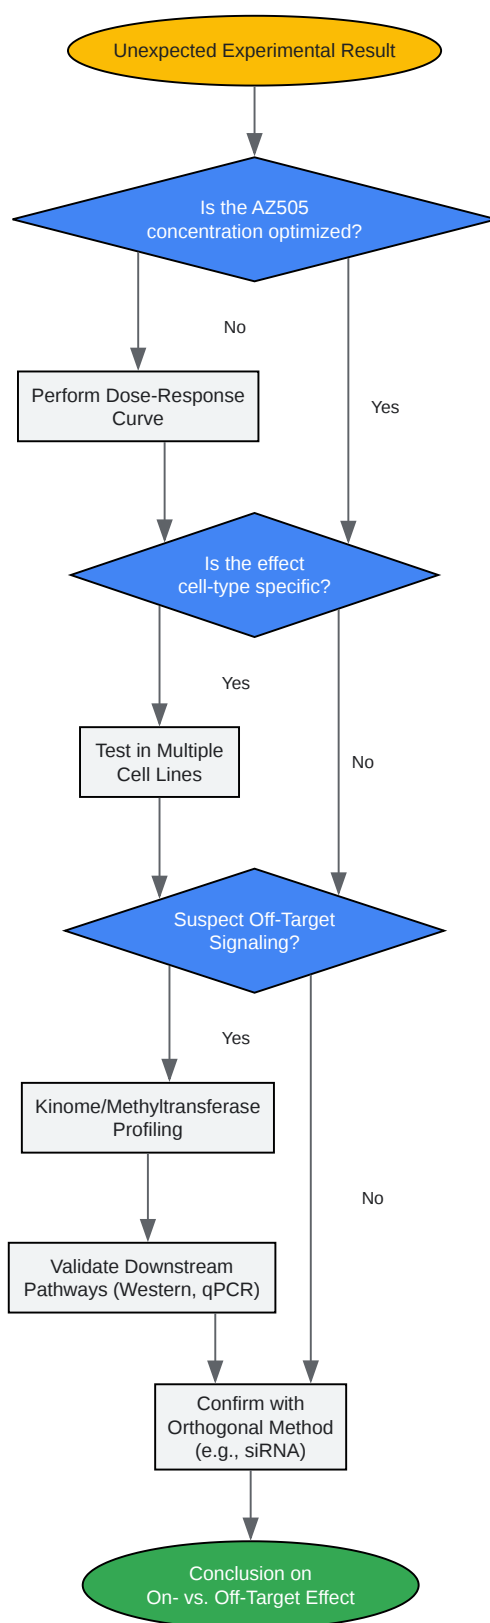 Unexpected Experimental Result
Is the AZ505
concentration optimized?
No
Perform Dose-Response
Curve
Yes
Is the effect
cell-type specific?
Yes
Test in Multiple
Cell Lines
No
Suspect Off-Target
Signaling?
Yes
Kinome/Methyltransferase
Profiling
No
Validate Downstream
Pathways (Western, qPCR)
Confirm with
Orthogonal Method
(e.g., siRNA)
Conclusion on
On- vs. Off-Target Effect